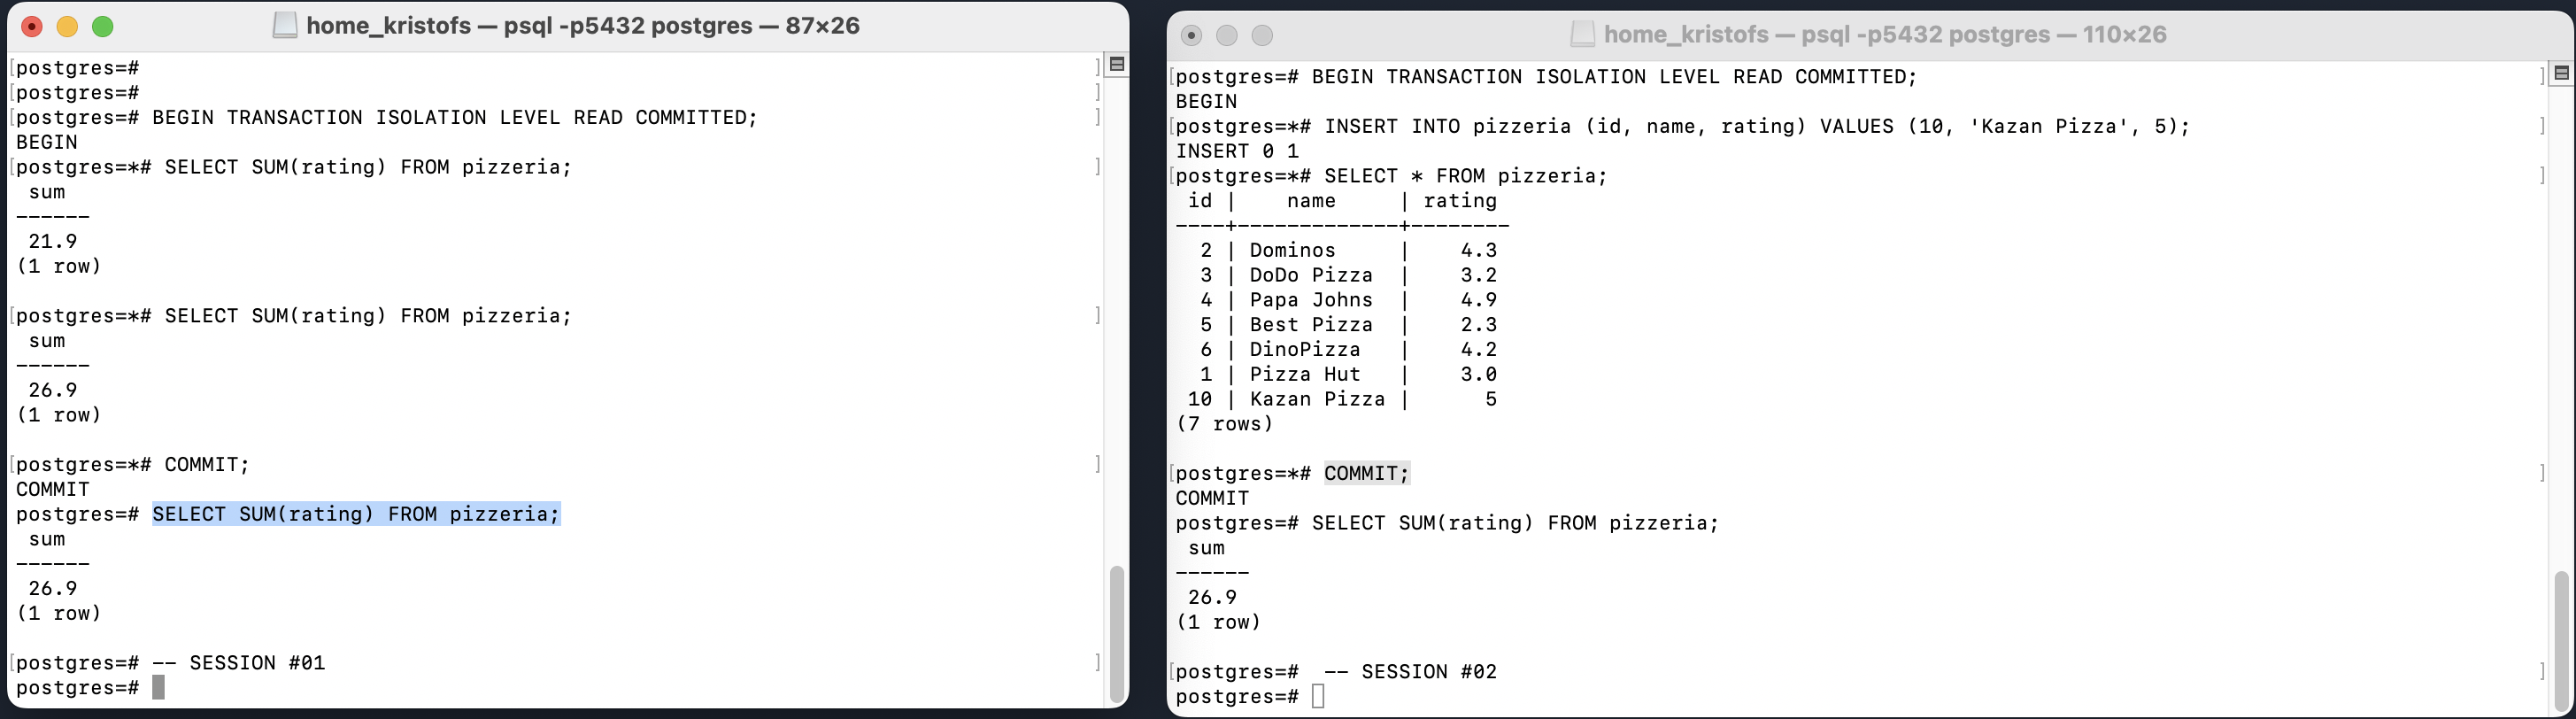 home_kristofs — psql -p5432 postgres — 87×26
[postgres=# ]
[postgres=# ]
[postgres=# BEGIN TRANSACTION ISOLATION LEVEL READ COMMITTED; ]
BEGIN
[postgres=*# SELECT SUM(rating) FROM pizzeria; ]
 sum
------
 21.9
(1 row)

[postgres=*# SELECT SUM(rating) FROM pizzeria; ]
 sum
------
 26.9
(1 row)

[postgres=*# COMMIT; ]
COMMIT
postgres=# SELECT SUM(rating) FROM pizzeria;
 sum
------
 26.9
(1 row)

[postgres=# -- SESSION #01 ]
postgres=#
home_kristofs — psql -p5432 postgres — 110×26
[postgres=# BEGIN TRANSACTION ISOLATION LEVEL READ COMMITTED; ]
BEGIN
[postgres=*# INSERT INTO pizzeria (id, name, rating) VALUES (10, 'Kazan Pizza', 5); ]
INSERT 0 1
[postgres=*# SELECT * FROM pizzeria; ]
 id |    name     | rating
----+-------------+--------
  2 | Dominos     |    4.3
  3 | DoDo Pizza  |    3.2
  4 | Papa Johns  |    4.9
  5 | Best Pizza  |    2.3
  6 | DinoPizza   |    4.2
  1 | Pizza Hut   |    3.0
 10 | Kazan Pizza |      5
(7 rows)

[postgres=*# COMMIT; ]
COMMIT
postgres=# SELECT SUM(rating) FROM pizzeria;
 sum
------
 26.9
(1 row)

[postgres=#  -- SESSION #02 ]
postgres=#